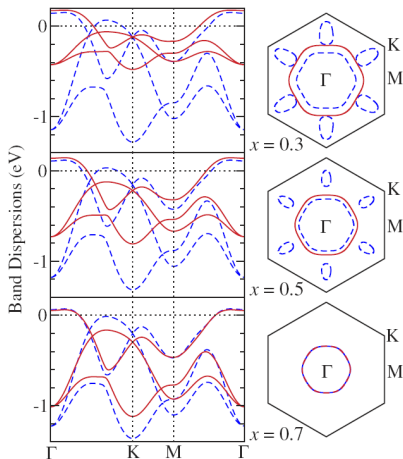 0
-1
0
-1
0
-1
Band Dispersions (eV)
Γ
K
M
Γ
Γ
K
M
x = 0.3
Γ
K
M
x = 0.5
Γ
K
M
x = 0.7